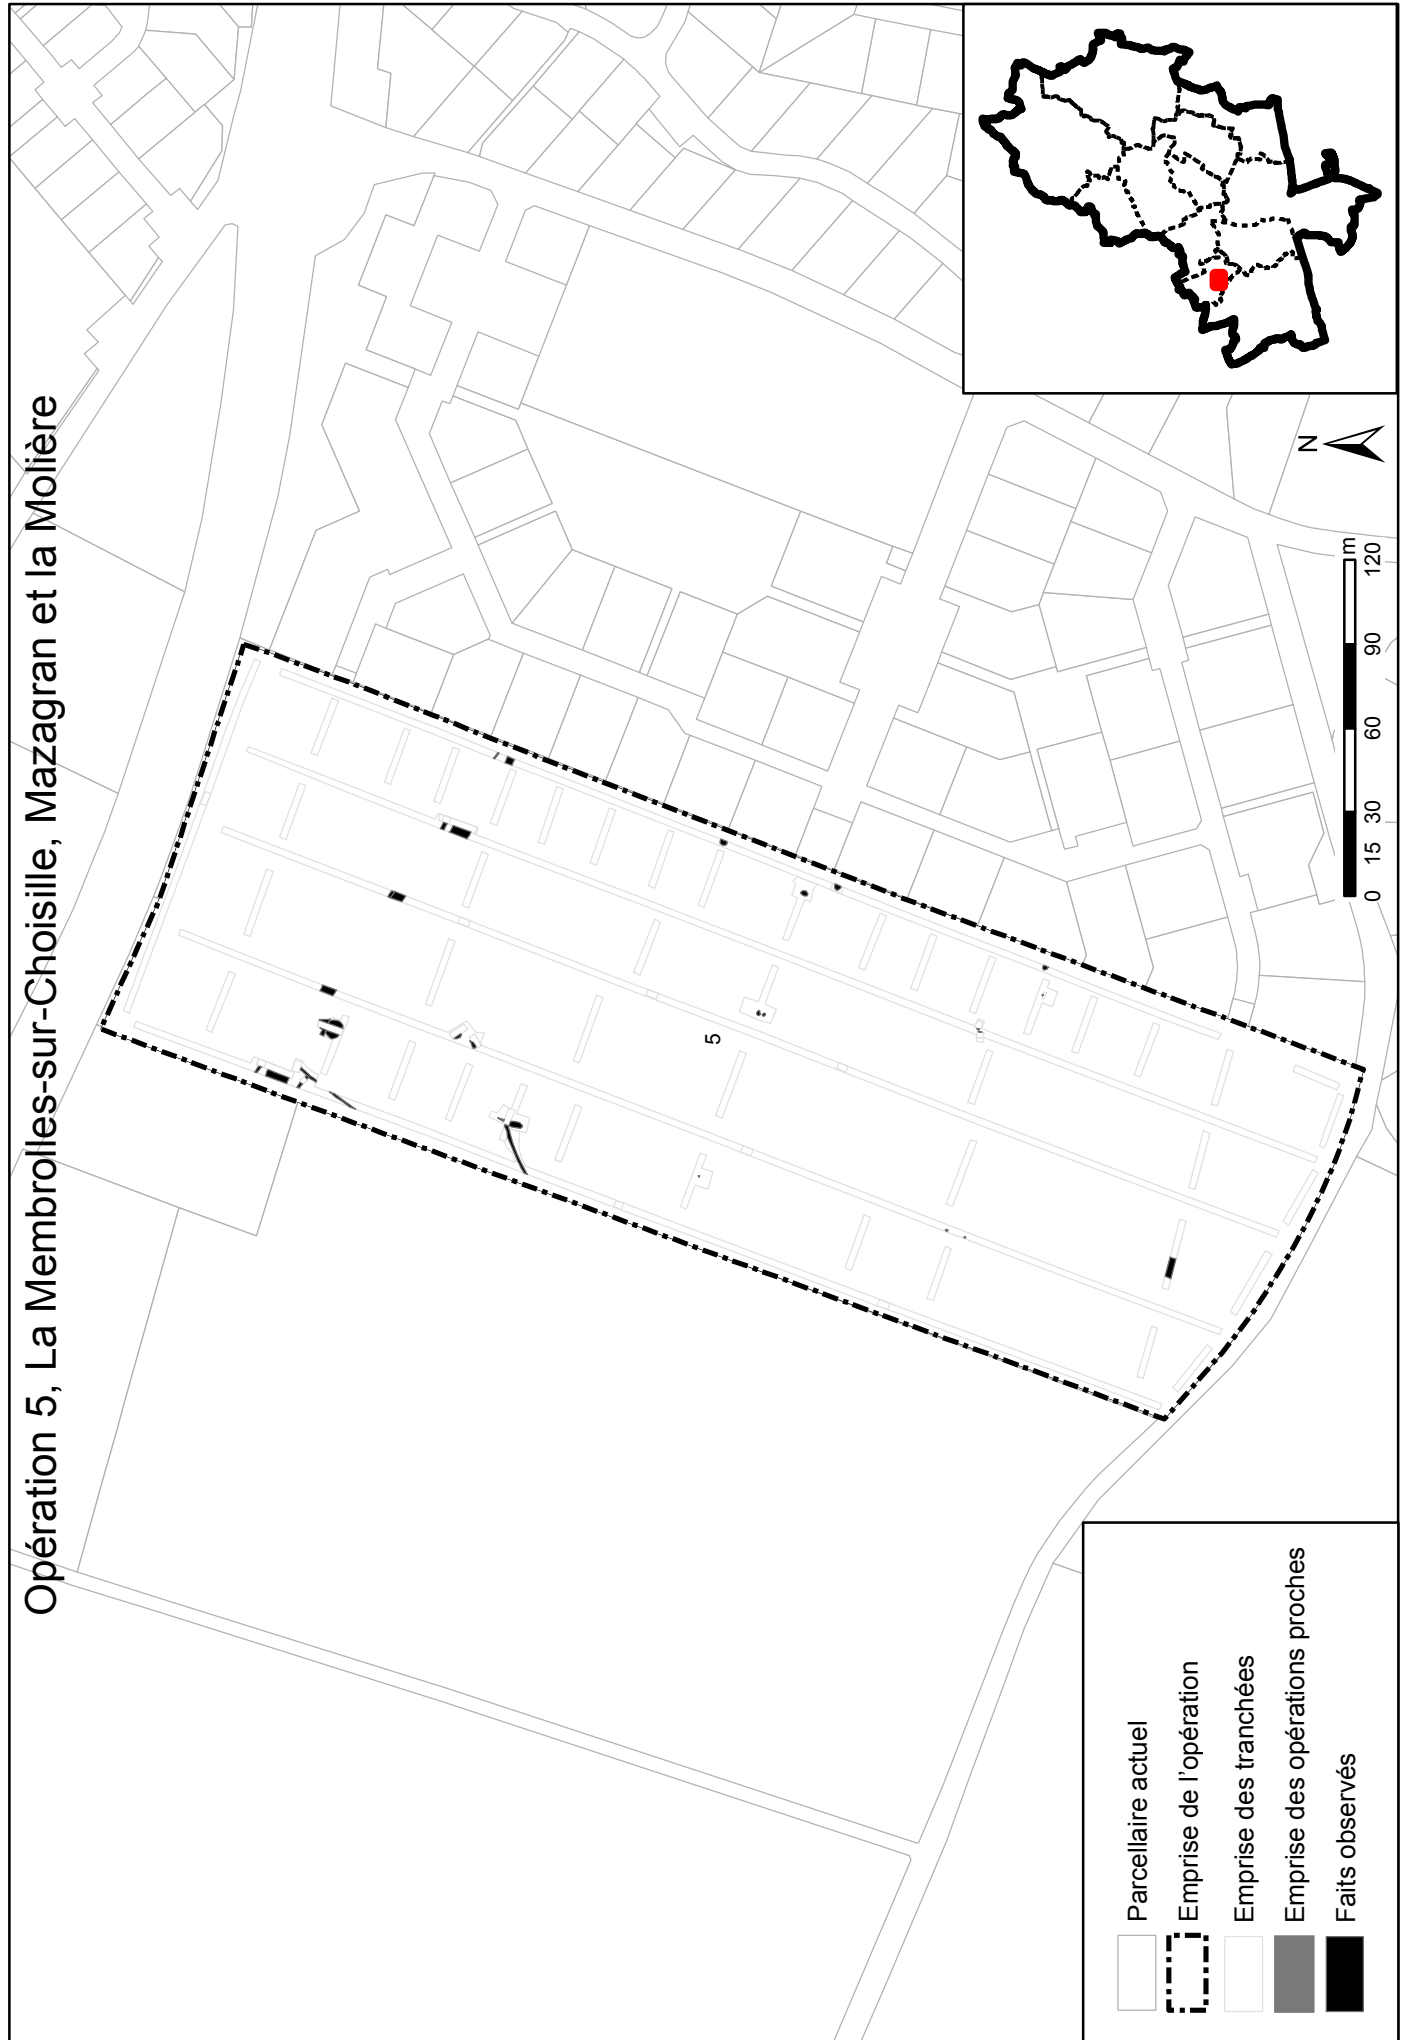 Opération 5, La Membrolles-sur-Choisille, Mazagran et la Molière
5
N
m
0 15 30 60 90 120
Parcellaire actuel
Emprise de l'opération
Emprise des tranchées
Emprise des opérations proches
Faits observés